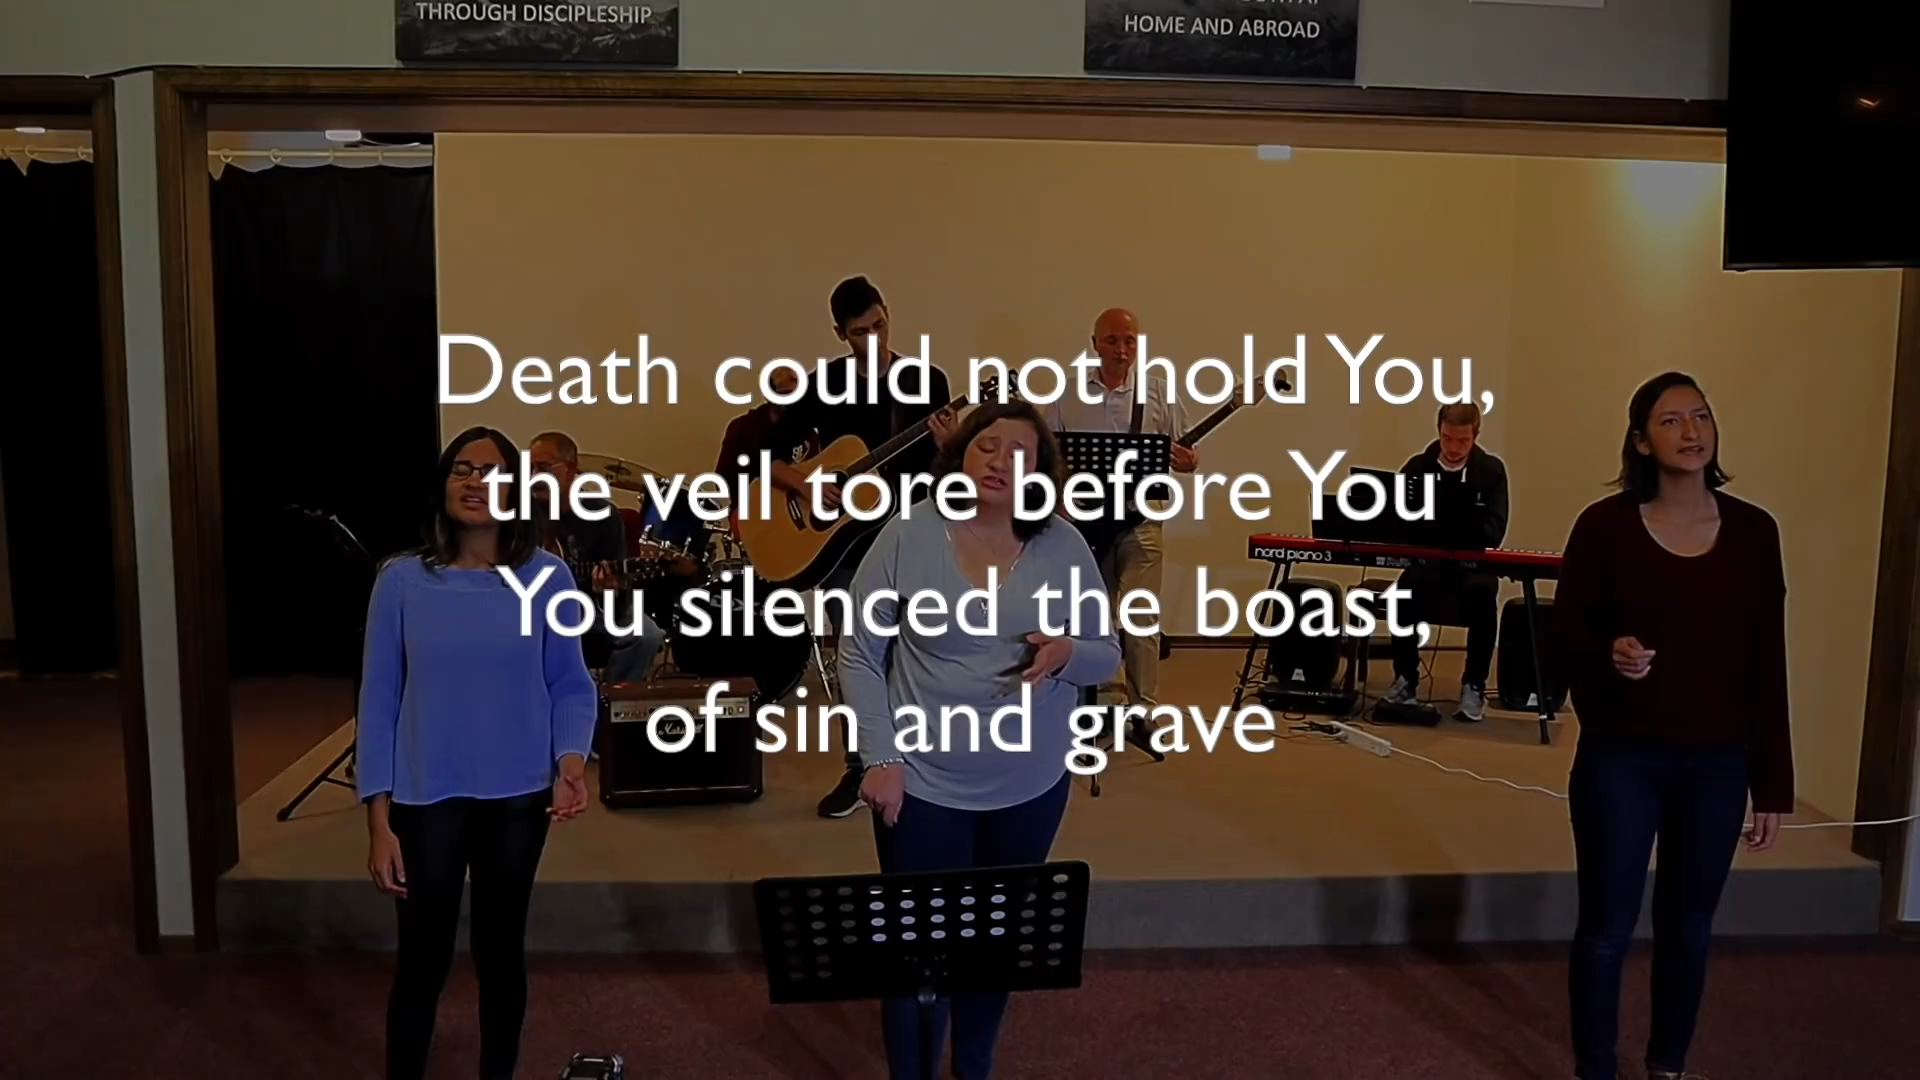 THROUGH DISCIPLESHIP
HOME AND ABROAD
Death could not hold You,
the veil tore before You
You silenced the boast,
of sin and grave
nord piano 3